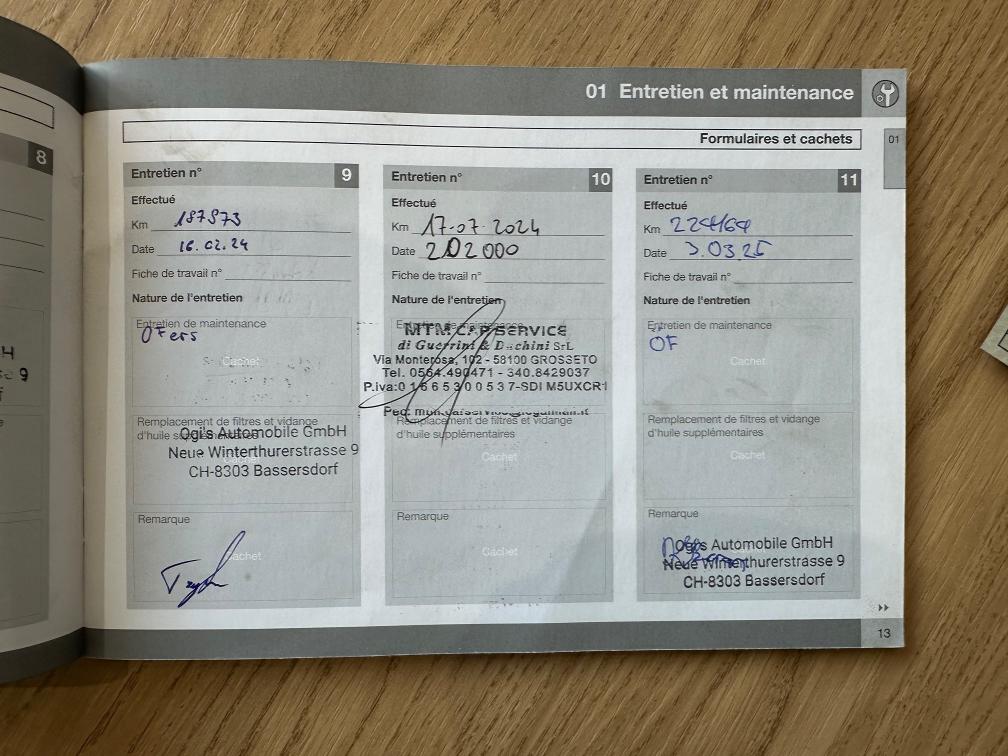 8
01 Entretien et maintenance
Formulaires et cachets
01
Entretien n° 9
Effectué
Km 187973
Date 16.02.24
Fiche de travail n°
Nature de l'entretien
Entretien de maintenance
Cachet
Remplacement de filtres et vidange
d'huile supplémentaires
Ogis Automobile GmbH
Neue Winterthurerstrasse 9
CH-8303 Bassersdorf
Remarque
Cachet
Entretien n° 10
Effectué
Km 17-07-2024
Date 202000
Fiche de travail n°
Nature de l'entretien
MTM CAR SERVICE
di Guerrini & Dechini SRL
Via Monterosa, 102 - 58100 GROSSETO
Tel. 0564.490471 - 340.8429037
P.iva:01665300537-SDI M5UXCR1
Remplacement de filtres et vidange
d'huile supplémentaires
Cachet
Remarque
Cachet
Entretien n° 11
Effectué
Km
Date 3.03.25
Fiche de travail n°
Nature de l'entretien
Entretien de maintenance
ÖF
Cachet
Remplacement de filtres et vidange
d'huile supplémentaires
Cachet
Remarque
Ogis Automobile GmbH
Neue Winterthurerstrasse 9
CH-8303 Bassersdorf
13